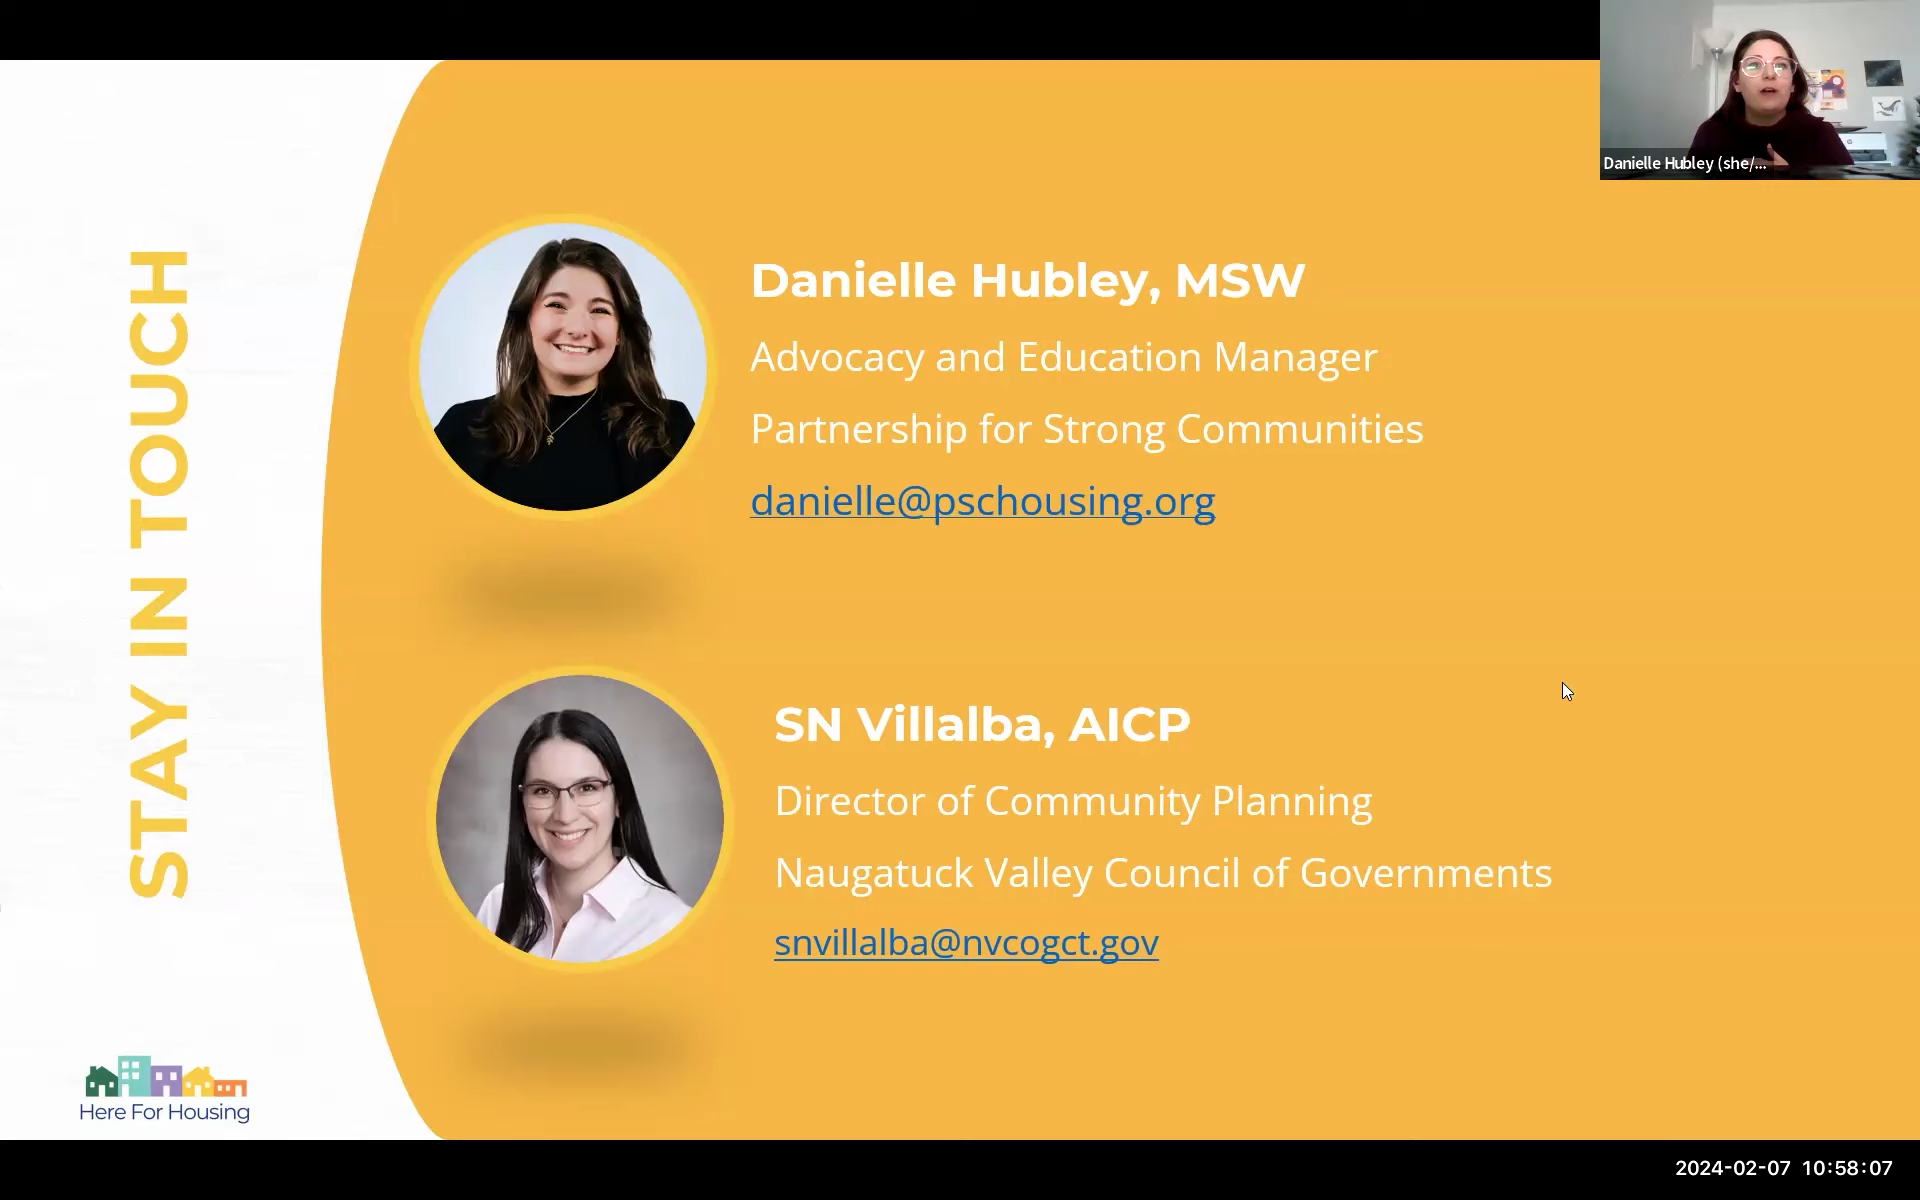 Danielle Hubley (she/...
STAY IN TOUCH
Danielle Hubley, MSW
Advocacy and Education Manager
Partnership for Strong Communities
danielle@pschousing.org
SN Villalba, AICP
Director of Community Planning
Naugatuck Valley Council of Governments
snvillalba@nvcogct.gov
Here For Housing
2024-02-07 10:58:07